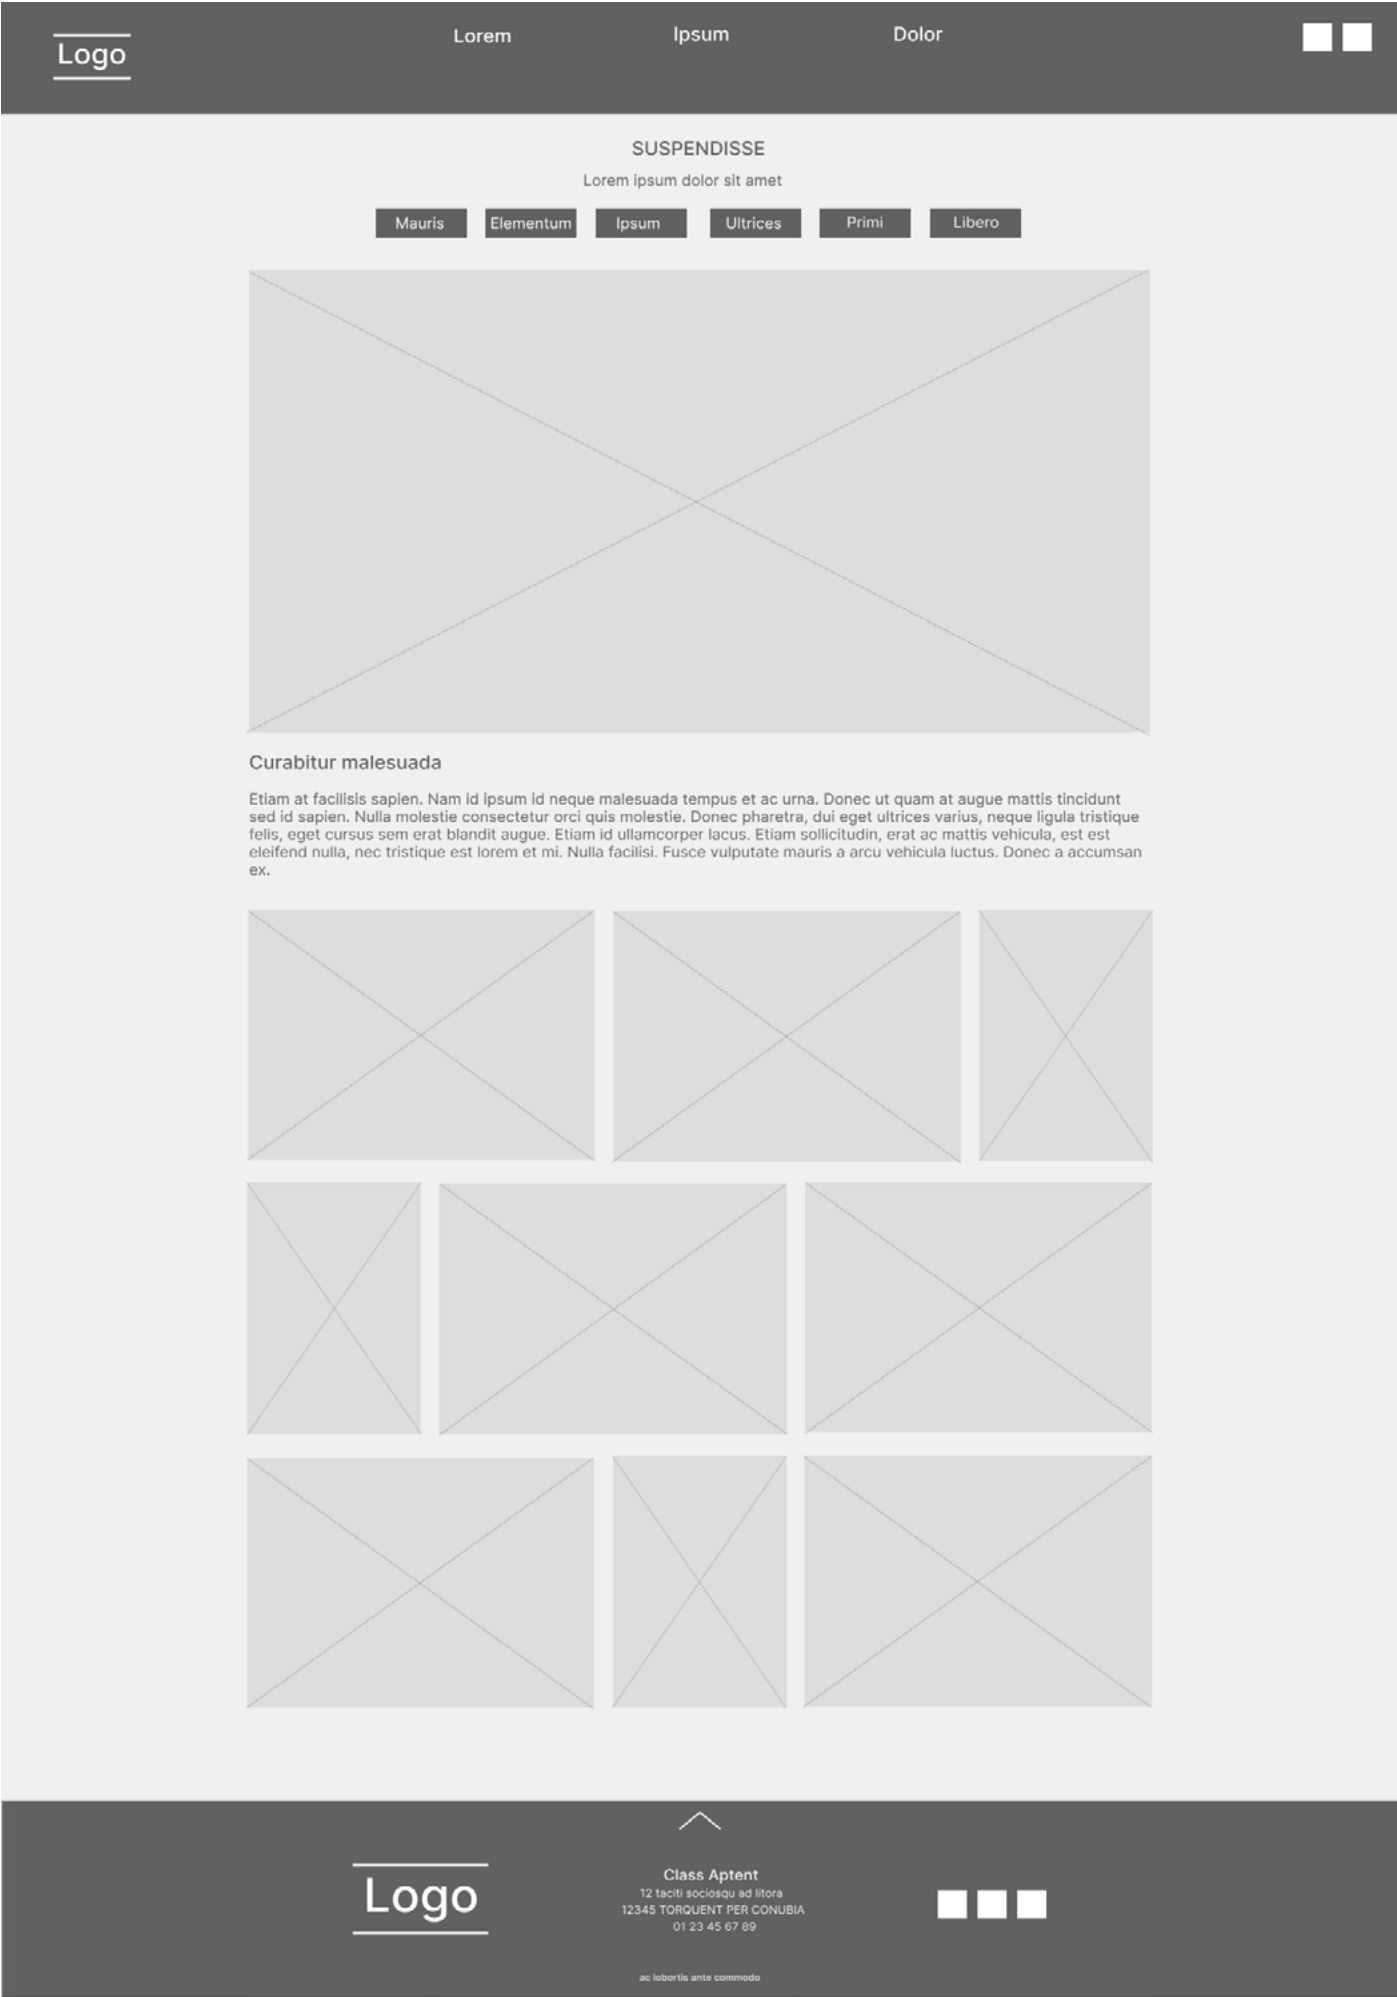 Logo
Lorem
Ipsum
Dolor
SUSPENDISSE
Lorem ipsum dolor sit amet
Mauris
Elementum
Ipsum
Ultrices
Primi
Libero
Curabitur malesuada
Etiam at facilisis sapien. Nam id ipsum id neque malesuada tempus et ac urna. Donec ut quam at augue mattis tincidunt
sed id sapien. Nulla molestie consectetur orci quis molestie. Donec pharetra, dui eget ultrices varius, neque ligula tristique
felis, eget cursus sem erat blandit augue. Etiam id ullamcorper lacus. Etiam sollicitudin, erat ac mattis vehicula, est est
eleifend nulla, nec tristique est lorem et mi. Nulla facilisi. Fusce vulputate mauris a arcu vehicula luctus. Donec a accumsan
ex.
Logo
Class Aptent
12 taciti sociosqu ad litora
12345 TORQUENT PER CONUBIA
01 23 45 67 89
ac lobortis ante commodo